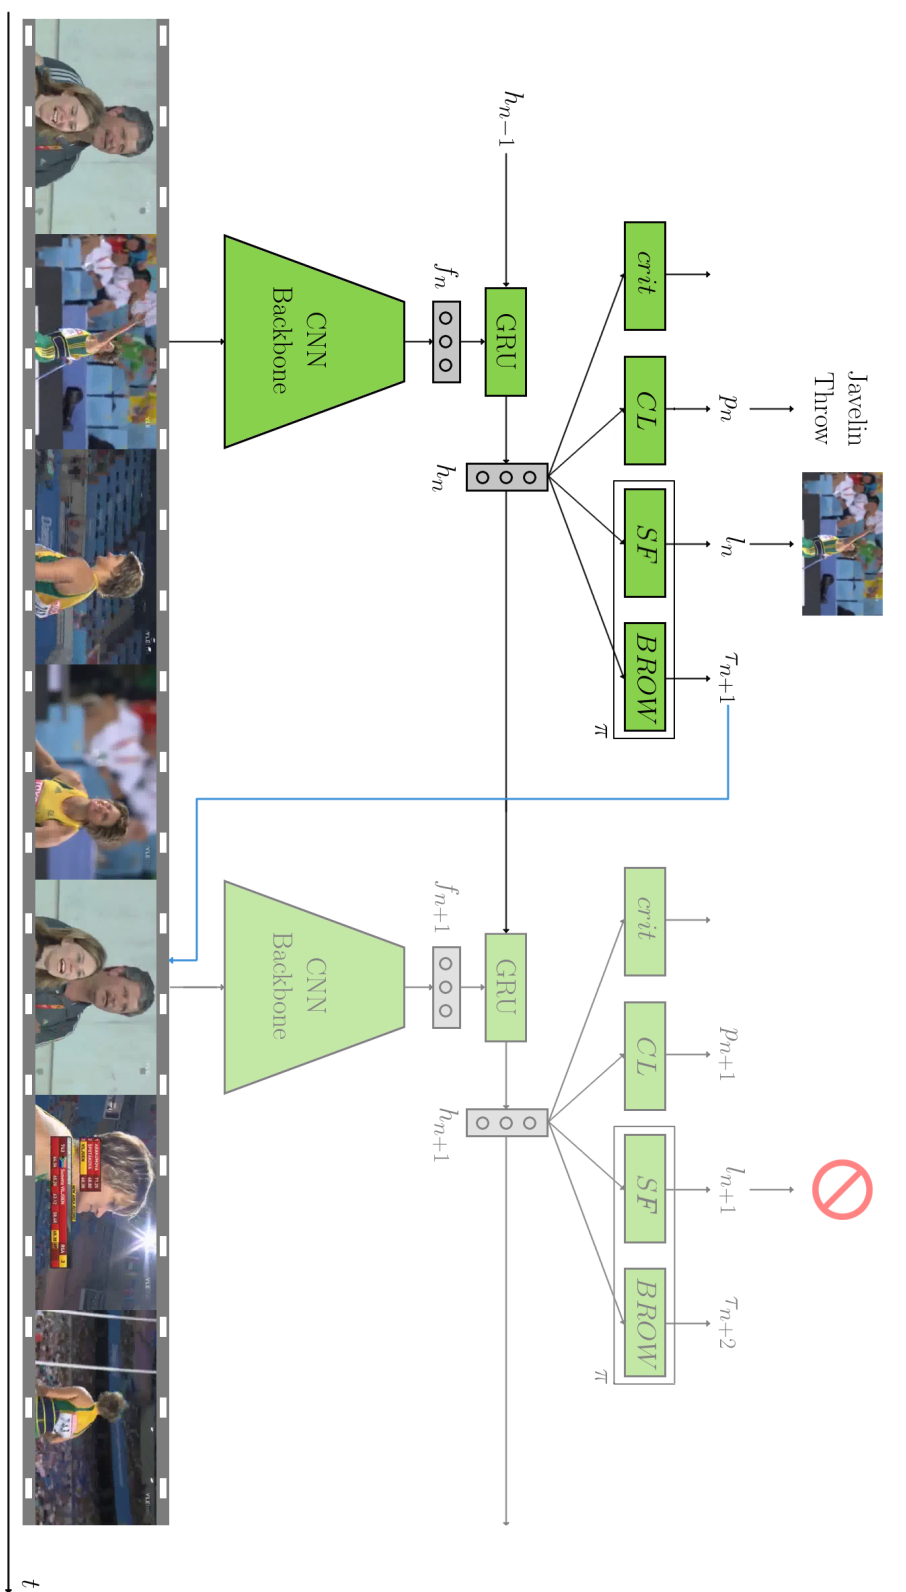 Javelin
Throw
p_n
l_n
τ_{n+1}
p_{n+1}
l_{n+1}
τ_{n+2}
crit
CL
SF
BROW
crit
CL
SF
BROW
π
π
h_{n−1}
GRU
h_n
GRU
h_{n+1}
f_n
f_{n+1}
CNN
Backbone
CNN
Backbone
t